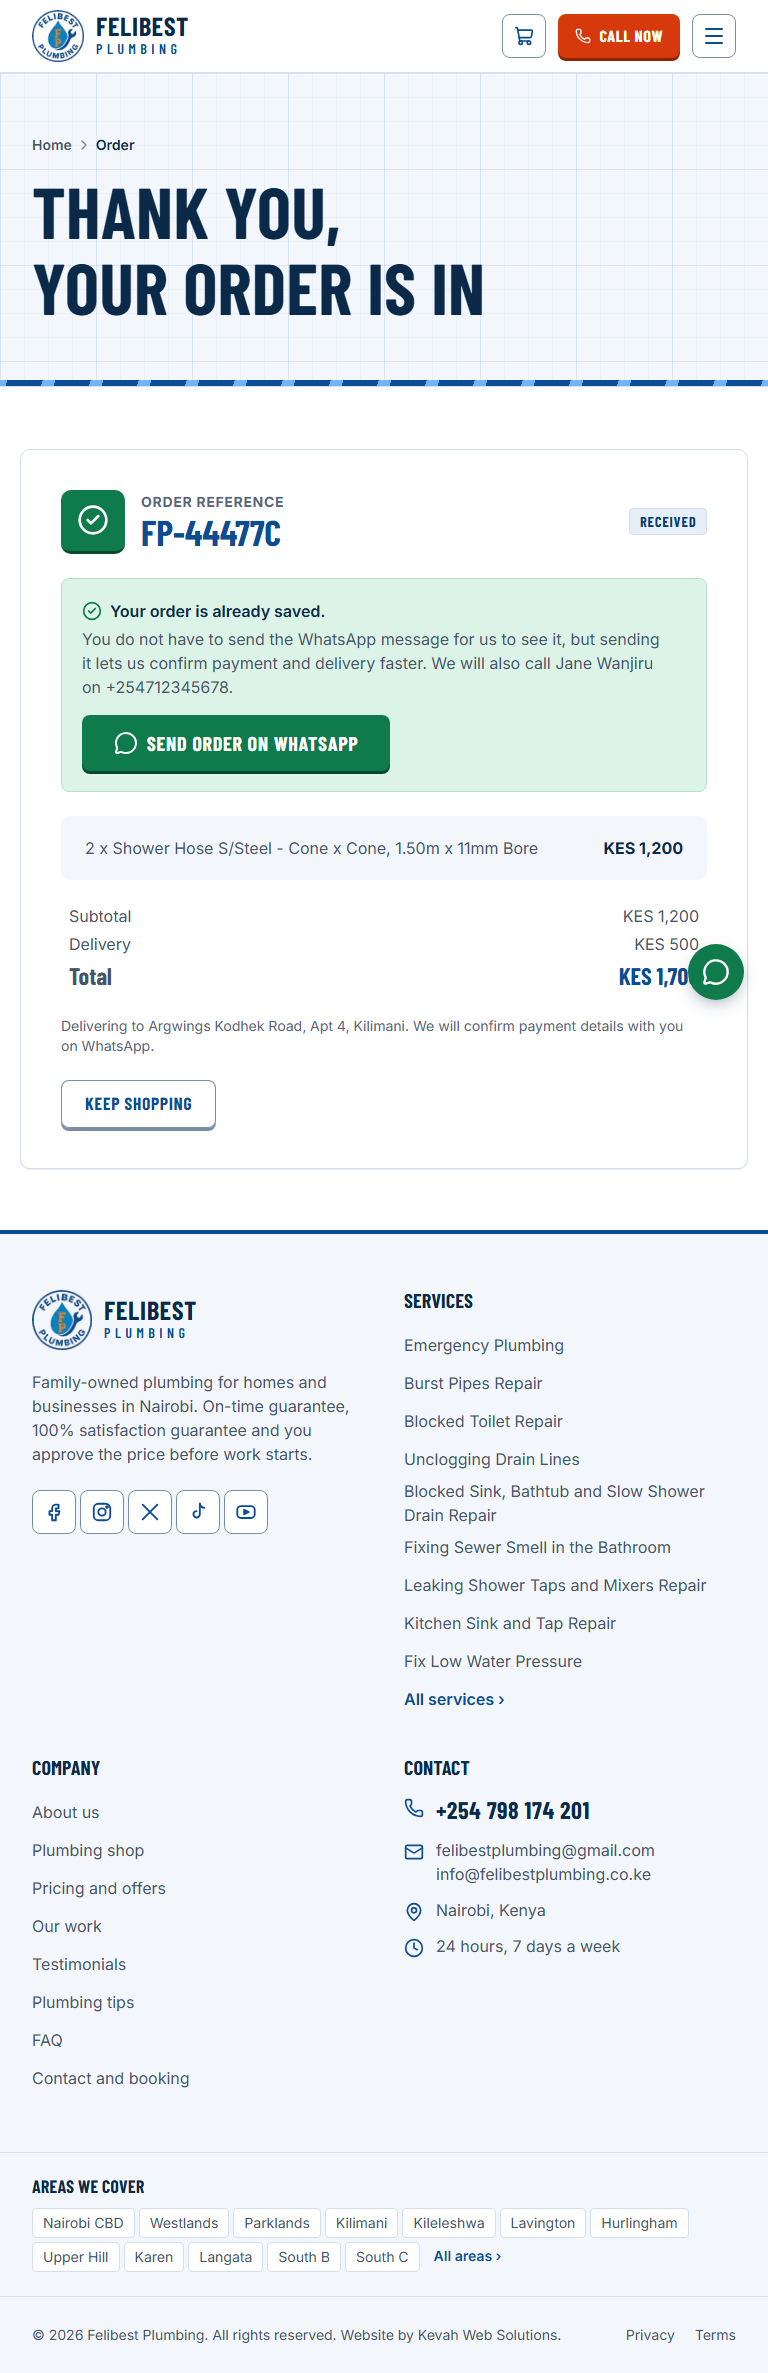 FELIBEST
PLUMBING
CALL NOW
Home > Order
THANK YOU,
YOUR ORDER IS IN
ORDER REFERENCE
FP-44477C
RECEIVED
Your order is already saved.
You do not have to send the WhatsApp message for us to see it, but sending
it lets us confirm payment and delivery faster. We will also call Jane Wanjiru
on +254712345678.
SEND ORDER ON WHATSAPP
2 x Shower Hose S/Steel - Cone x Cone, 1.50m x 11mm Bore KES 1,200
Subtotal KES 1,200
Delivery KES 500
Total KES 1,70
Delivering to Argwings Kodhek Road, Apt 4, Kilimani. We will confirm payment details with you
on WhatsApp.
KEEP SHOPPING
FELIBEST
PLUMBING
Family-owned plumbing for homes and
businesses in Nairobi. On-time guarantee,
100% satisfaction guarantee and you
approve the price before work starts.
SERVICES
Emergency Plumbing
Burst Pipes Repair
Blocked Toilet Repair
Unclogging Drain Lines
Blocked Sink, Bathtub and Slow Shower
Drain Repair
Fixing Sewer Smell in the Bathroom
Leaking Shower Taps and Mixers Repair
Kitchen Sink and Tap Repair
Fix Low Water Pressure
All services ›
COMPANY
About us
Plumbing shop
Pricing and offers
Our work
Testimonials
Plumbing tips
FAQ
Contact and booking
CONTACT
+254 798 174 201
felibestplumbing@gmail.com
info@felibestplumbing.co.ke
Nairobi, Kenya
24 hours, 7 days a week
AREAS WE COVER
Nairobi CBD Westlands Parklands Kilimani Kileleshwa Lavington Hurlingham
Upper Hill Karen Langata South B South C All areas ›
© 2026 Felibest Plumbing. All rights reserved. Website by Kevah Web Solutions. Privacy Terms